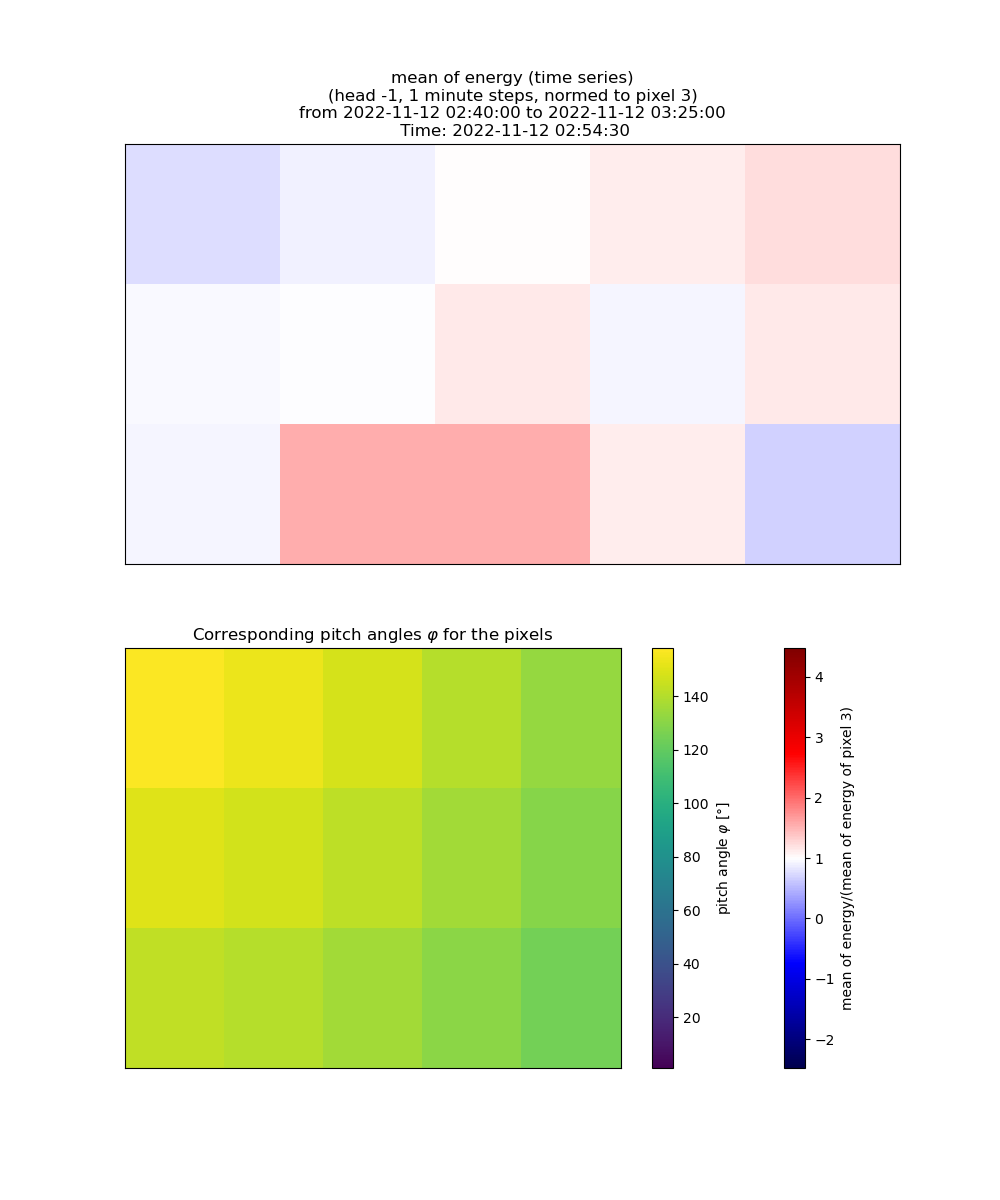 mean of energy (time series)
(head -1, 1 minute steps, normed to pixel 3)
from 2022-11-12 02:40:00 to 2022-11-12 03:25:00
Time: 2022-11-12 02:54:30
Corresponding pitch angles φ for the pixels
140
120
100
80
60
40
20
pitch angle φ [°]
4
3
2
1
0
−1
−2
mean of energy/(mean of energy of pixel 3)